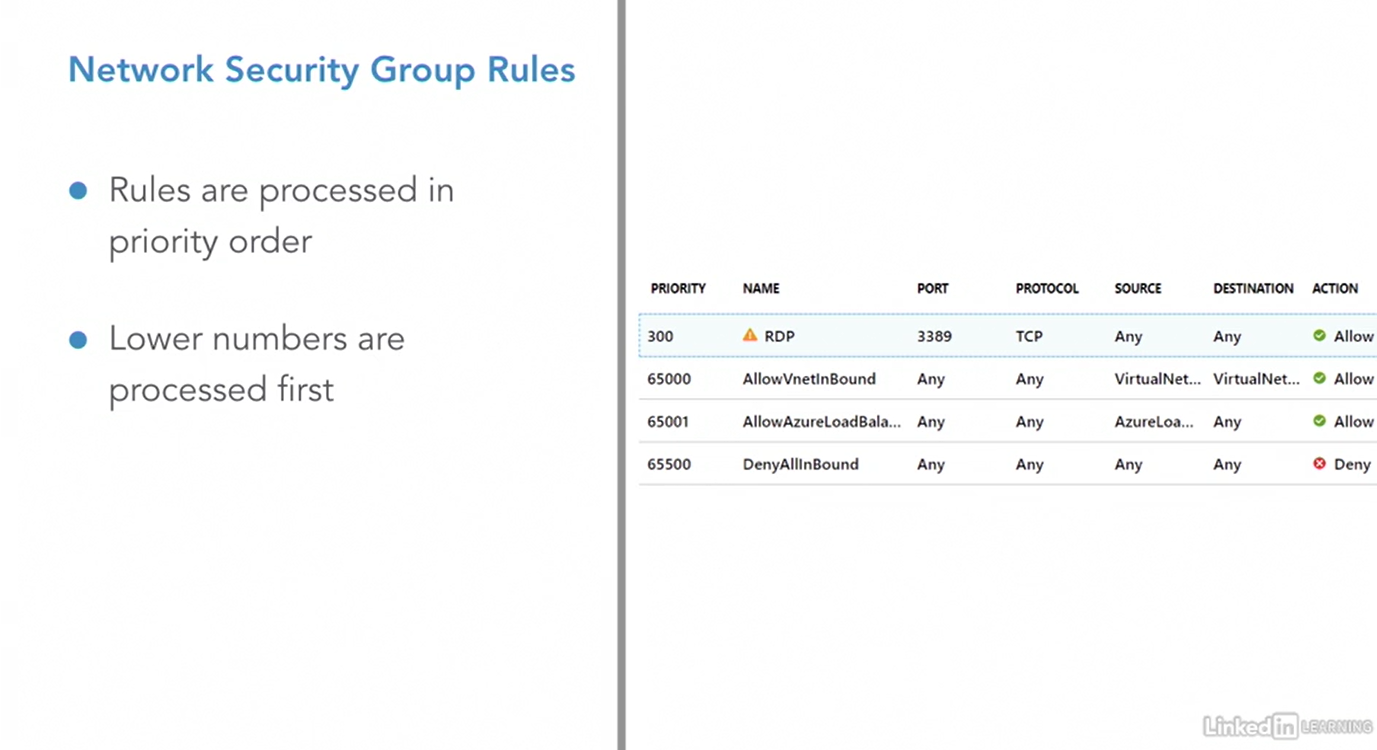 Network Security Group Rules
Rules are processed in
priority order
Lower numbers are
processed first
PRIORITY NAME PORT PROTOCOL SOURCE DESTINATION ACTION
300 RDP 3389 TCP Any Any Allow
65000 AllowVnetInBound Any Any VirtualNet... VirtualNet... Allow
65001 AllowAzureLoadBala... Any Any AzureLoa... Any Allow
65500 DenyAllInBound Any Any Any Any Deny
Linked in LEARNING